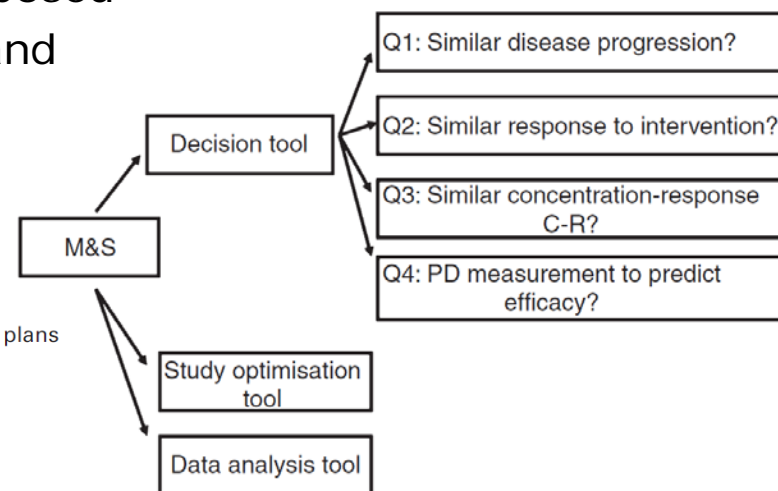 and
plans
M&S
Decision tool
Study optimisation
tool
Data analysis tool
Q1: Similar disease progression?
Q2: Similar response to intervention?
Q3: Similar concentration-response
C-R?
Q4: PD measurement to predict
efficacy?